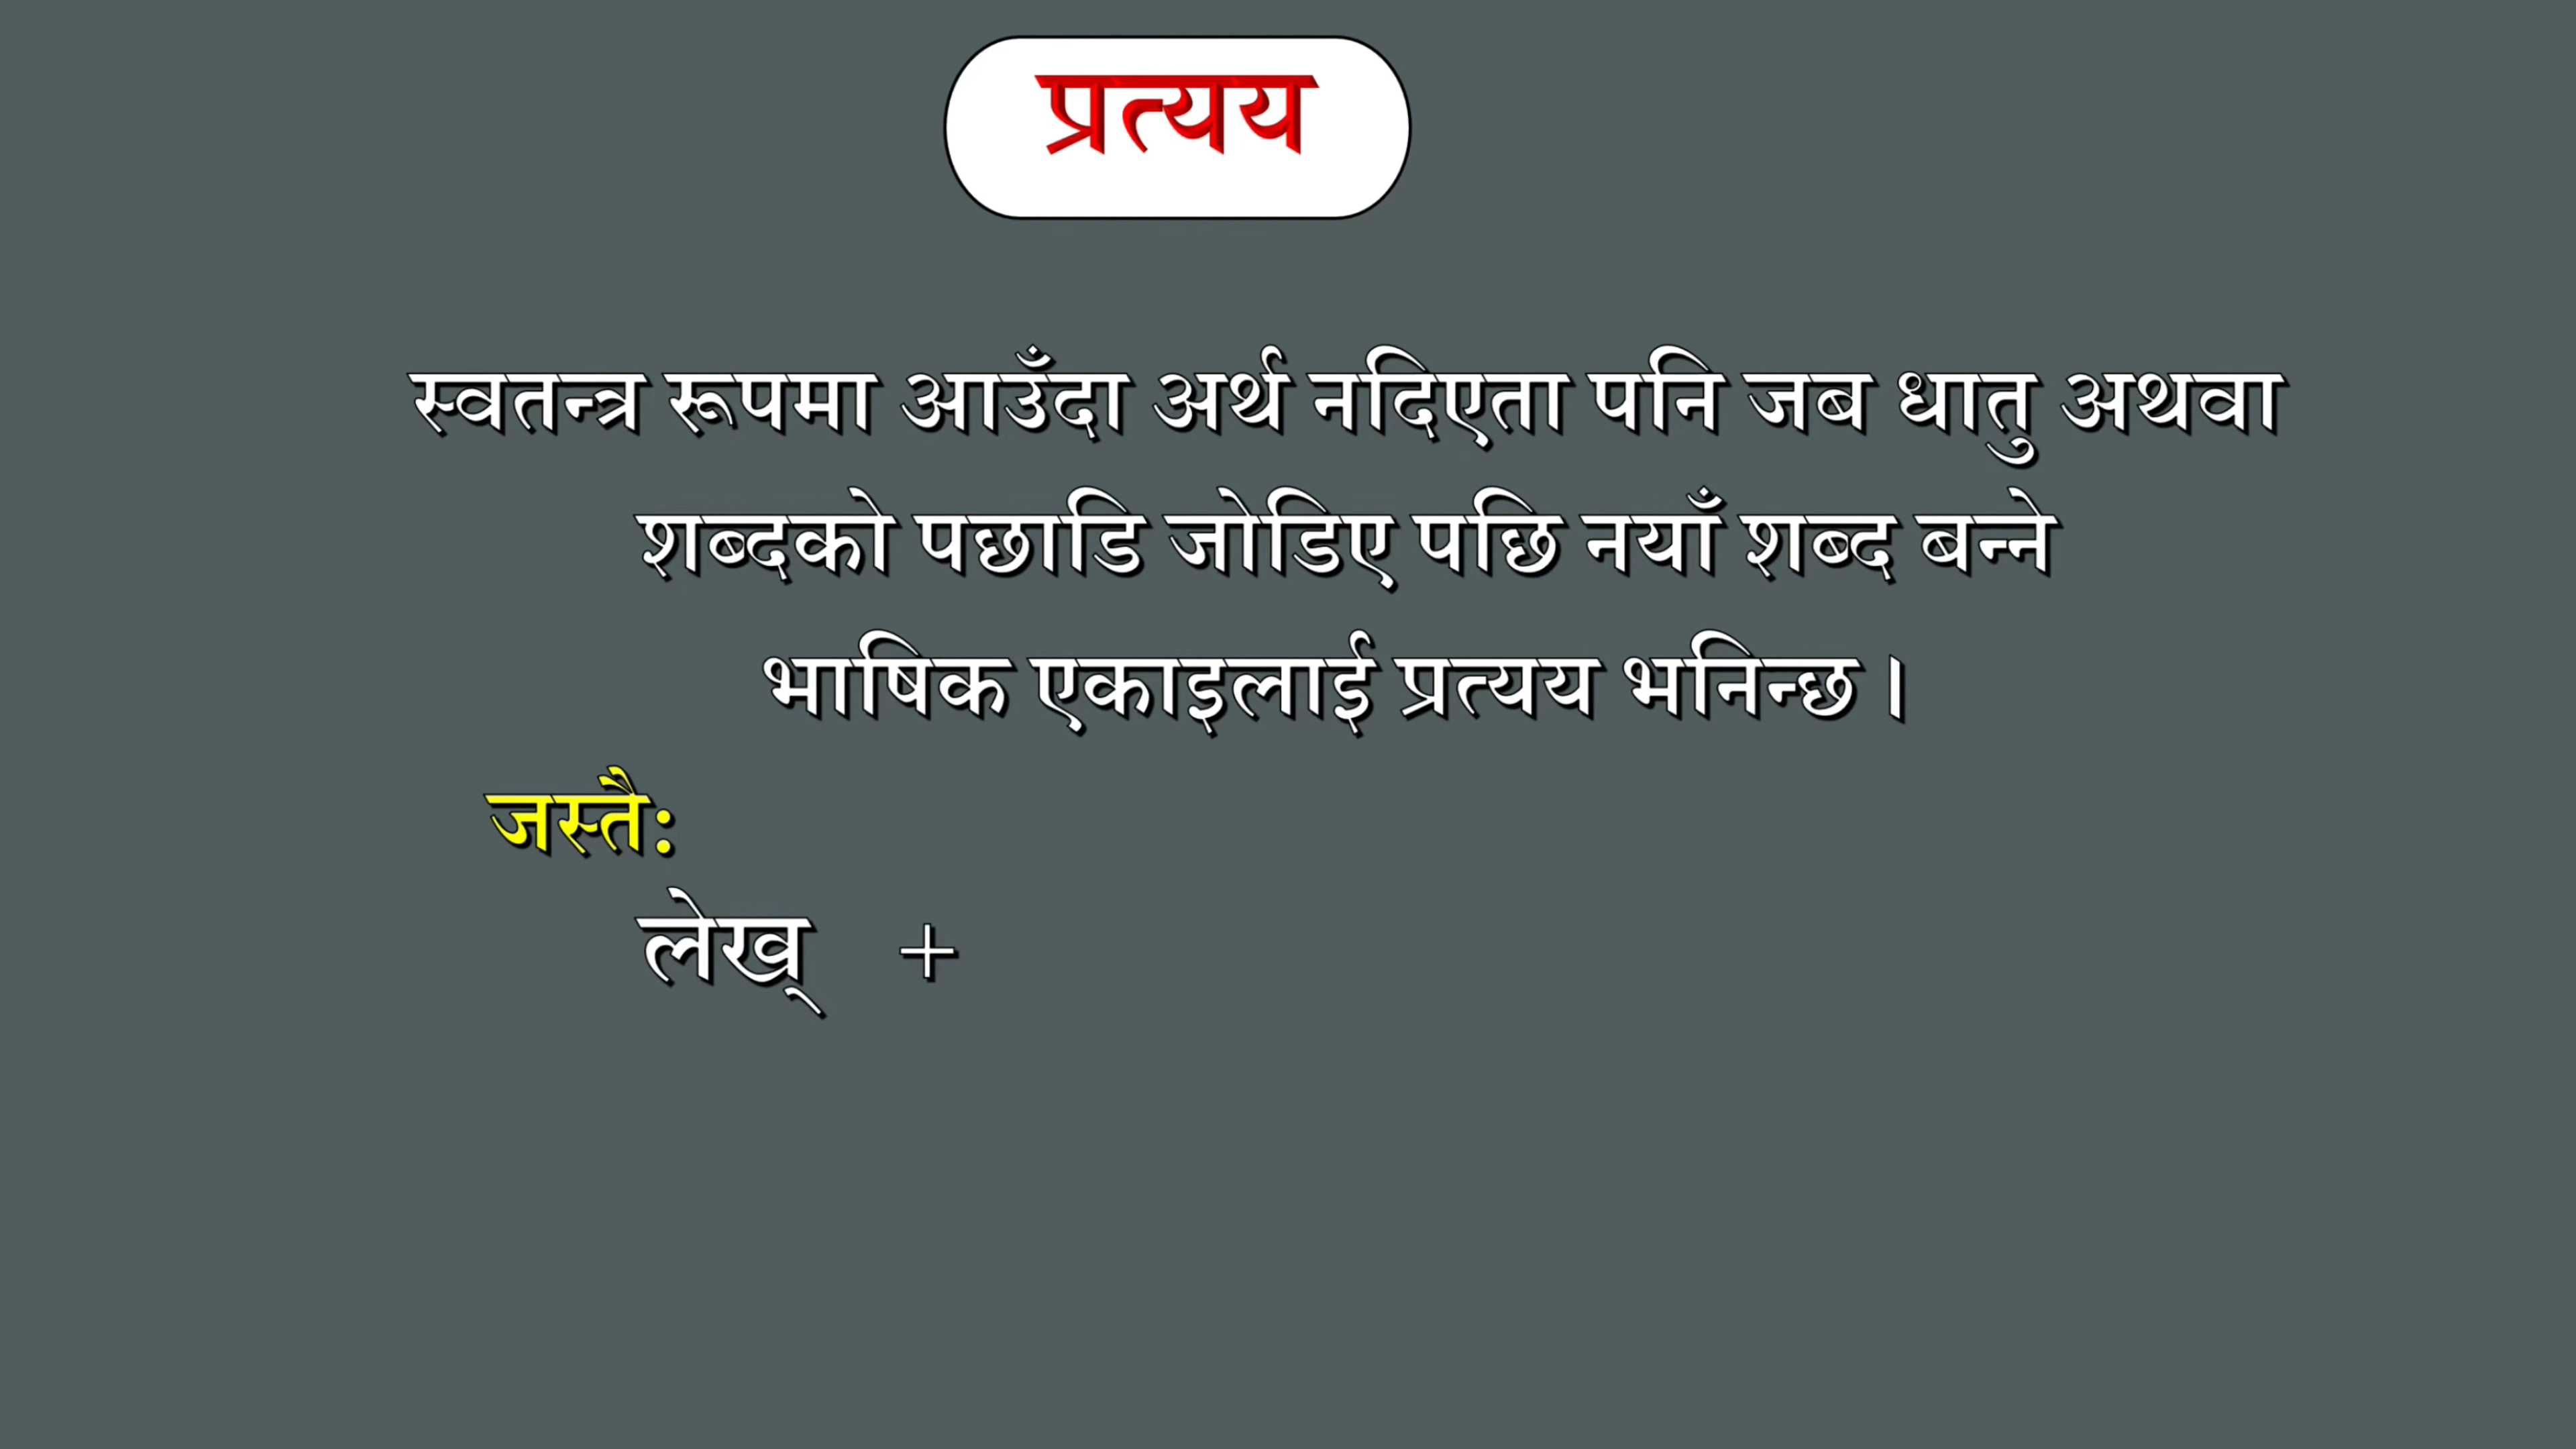 प्रत्यय
स्वतन्त्र रूपमा आउँदा अर्थ नदिएता पनि जब धातु अथवा
शब्दको पछाडि जोडिए पछि नयाँ शब्द बन्ने
भाषिक एकाइलाई प्रत्यय भनिन्छ ।
जस्तै:
लेख् +